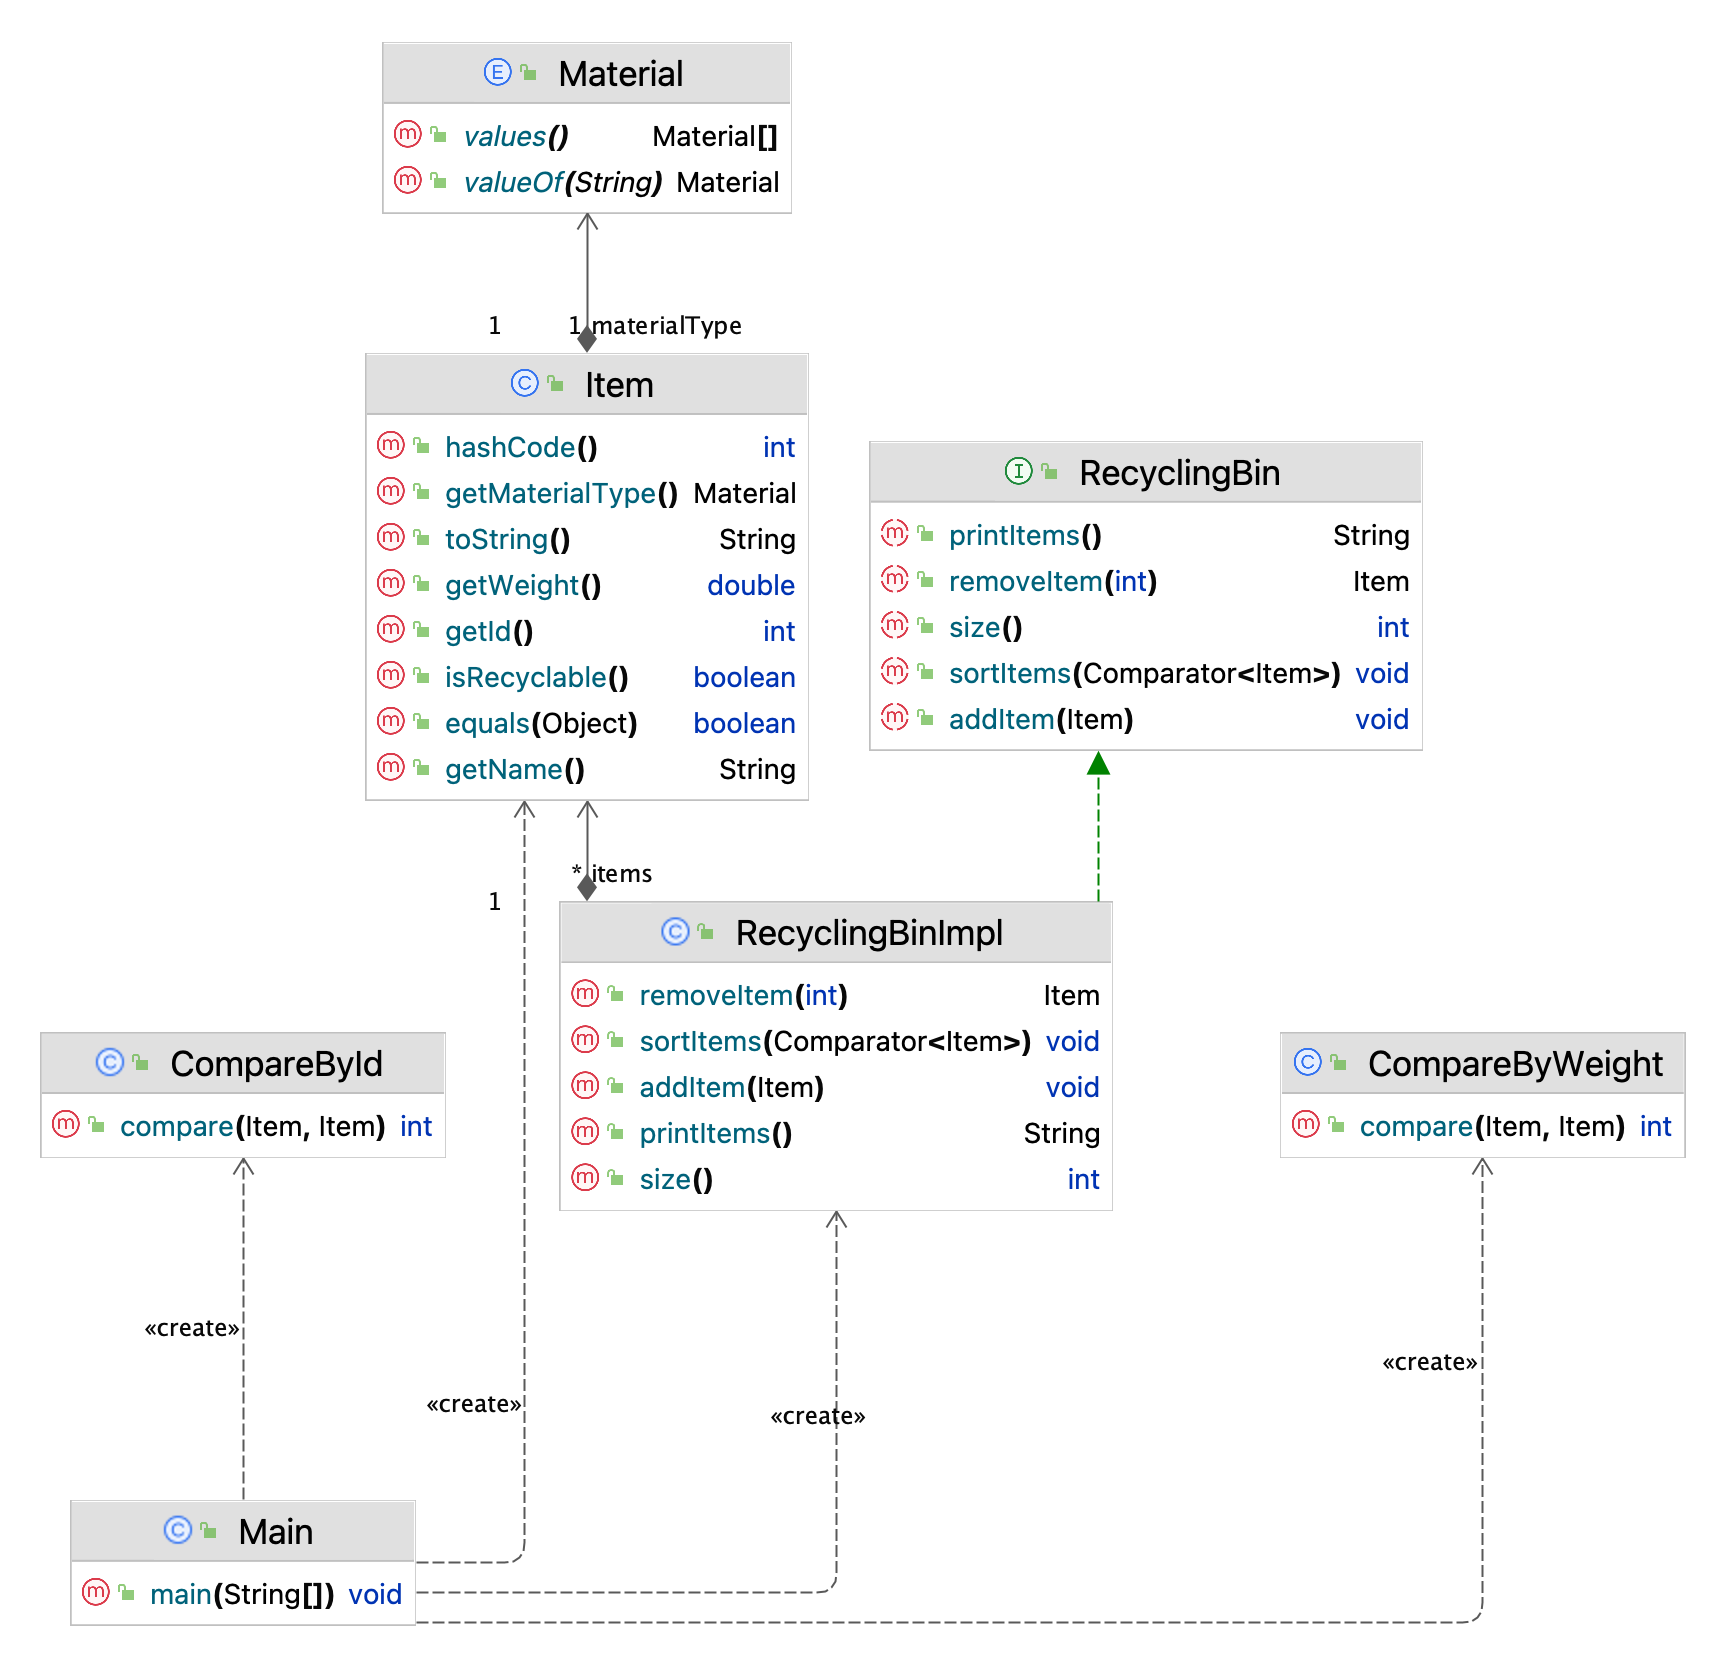 E Material
m values() Material[]
m valueOf(String) Material
1 1 materialType
C Item
m hashCode() int
m getMaterialType() Material
m toString() String
m getWeight() double
m getId() int
m isRecyclable() boolean
m equals(Object) boolean
m getName() String
I RecyclingBin
m printItems() String
m removeItem(int) Item
m size() int
m sortItems(Comparator<Item>) void
m addItem(Item) void
* items
1
C RecyclingBinImpl
m removeItem(int) Item
m sortItems(Comparator<Item>) void
m addItem(Item) void
m printItems() String
m size() int
C CompareById
m compare(Item, Item) int
C CompareByWeight
m compare(Item, Item) int
«create»
«create»
«create»
«create»
C Main
m main(String[]) void